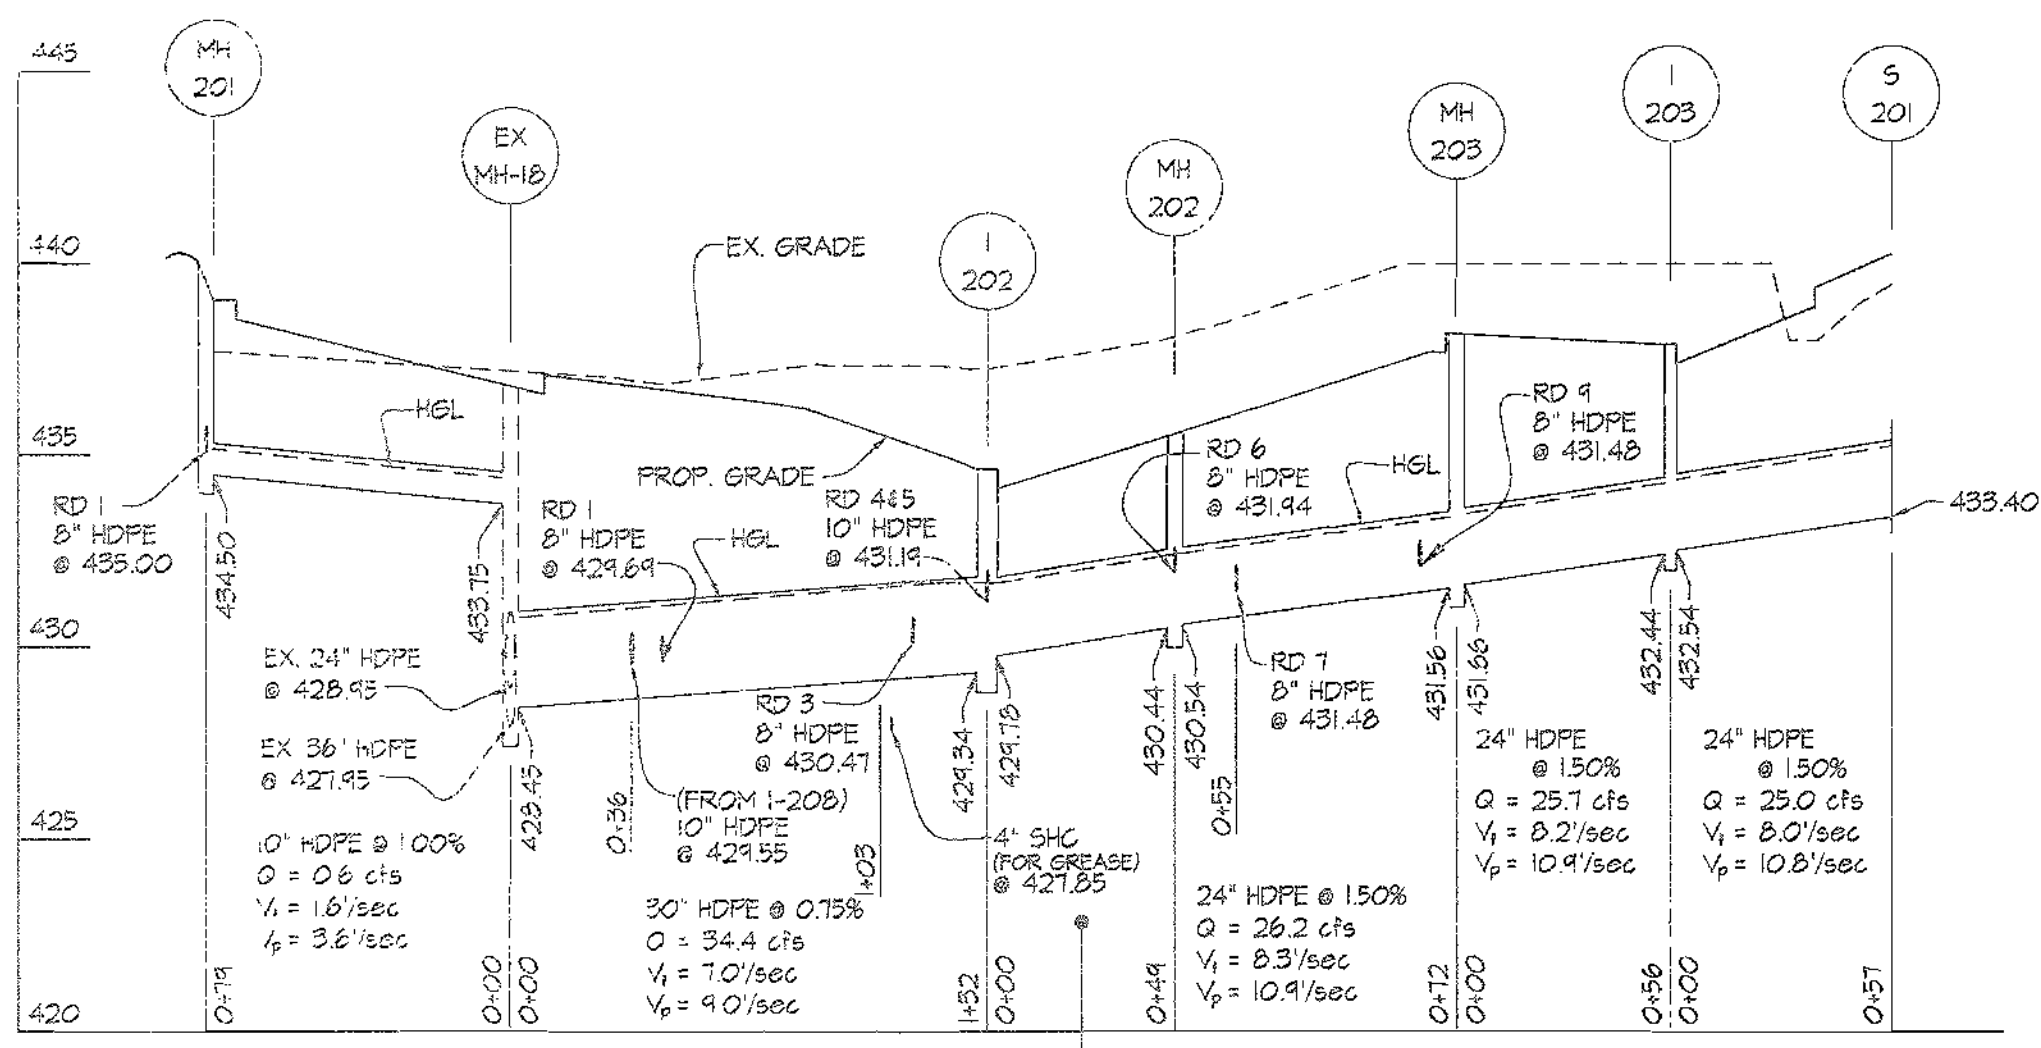 445
440
435
430
425
420
MH
201
EX
MH-18
I
202
MH
202
MH
203
I
203
S
201
EX. GRADE
PROP. GRADE
HGL
HGL
HGL
RD 1
8" HDPE
@ 435.00
434.50
433.75
RD 1
8" HDPE
@ 429.69
RD 4&5
10" HDPE
@ 431.19
RD 6
8" HDPE
@ 431.94
RD 9
8" HDPE
@ 431.48
433.40
EX. 24" HDPE
@ 428.95
EX 36" HDPE
@ 427.95
428.45
0+36
(FROM I-208)
10" HDPE
@ 429.55
RD 3
8" HDPE
@ 430.47
1+03
4" SHC
(FOR GREASE)
@ 427.85
429.34
429.78
430.44
430.54
0+55
RD 7
8" HDPE
@ 431.48
431.56
431.66
432.44
432.54
10" HDPE @ 1.00%
Q = 0.6 cfs
Vf = 1.6'/sec
Vp = 3.6'/sec
30" HDPE @ 0.75%
Q = 34.4 cfs
Vf = 7.0'/sec
Vp = 9.0'/sec
24" HDPE @ 1.50%
Q = 26.2 cfs
Vf = 8.3'/sec
Vp = 10.9'/sec
24" HDPE
@ 1.50%
Q = 25.7 cfs
Vf = 8.2'/sec
Vp = 10.9'/sec
24" HDPE
@ 1.50%
Q = 25.0 cfs
Vf = 8.0'/sec
Vp = 10.8'/sec
0+79
0+00
0+00
1+52
0+00
0+49
0+72
0+00
0+56
0+00
0+57